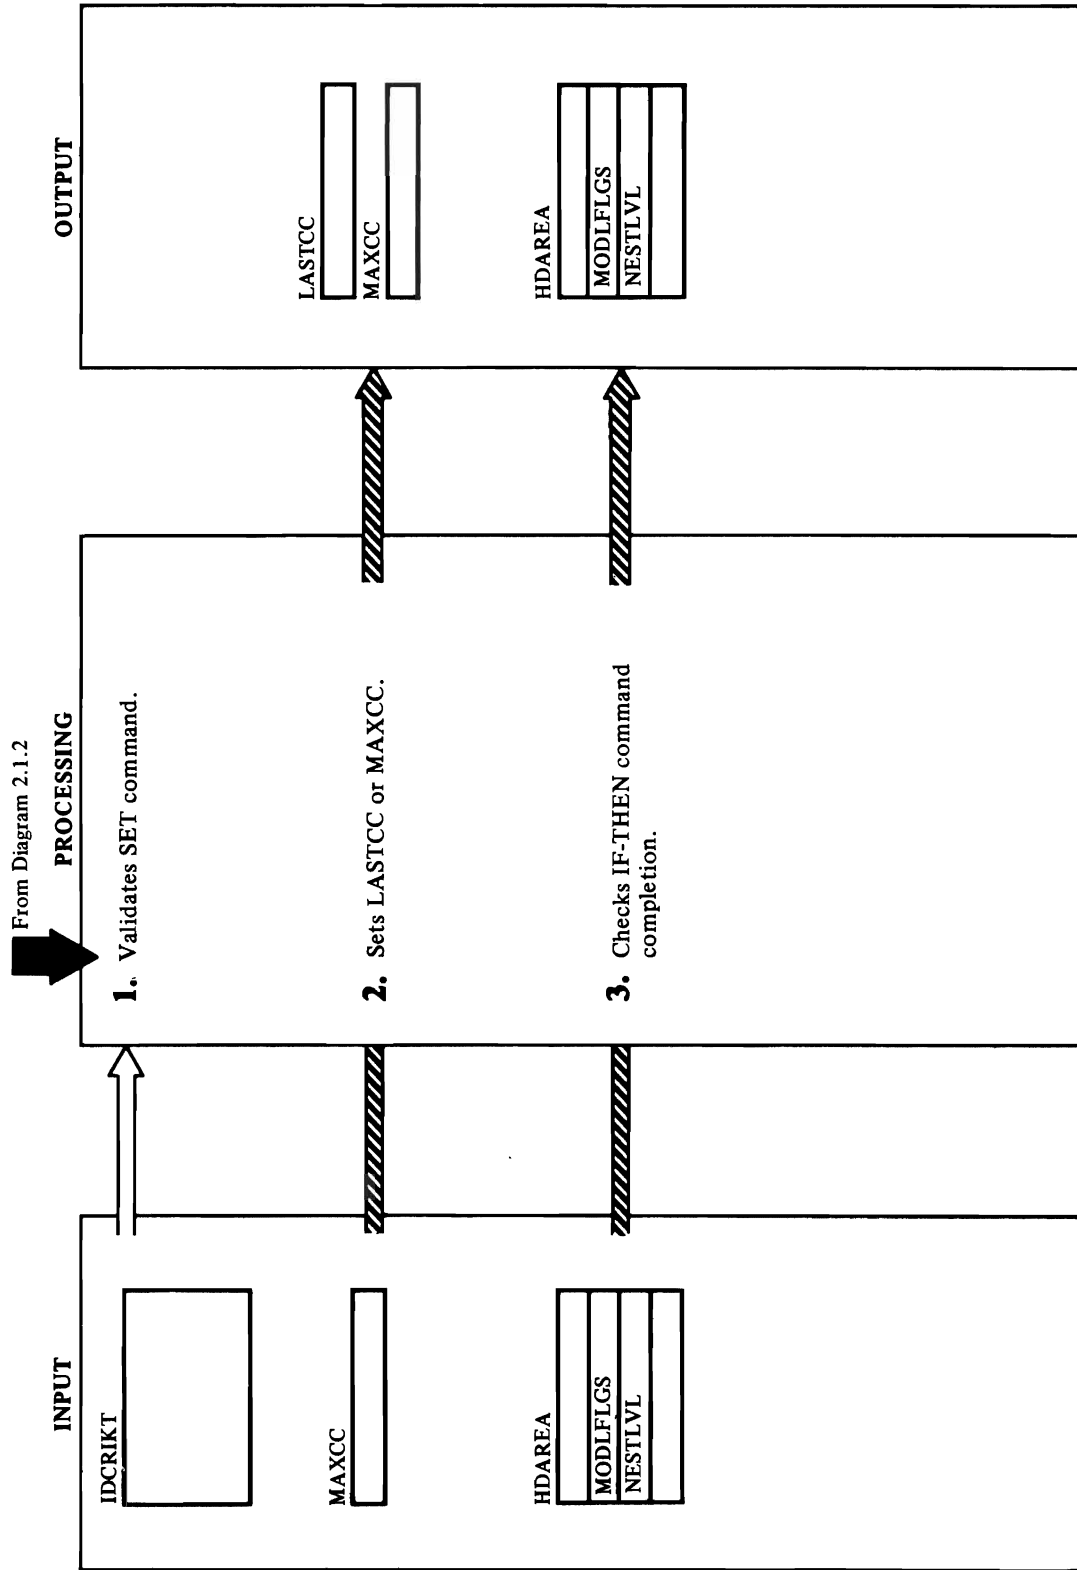 From Diagram 2.1.2
INPUT
IDCRIKT
MAXCC
HDAREA
MODLFLGS
NESTLVL
PROCESSING
1. Validates SET command.
2. Sets LASTCC or MAXCC.
3. Checks IF-THEN command
completion.
OUTPUT
LASTCC
MAXCC
HDAREA
MODLFLGS
NESTLVL